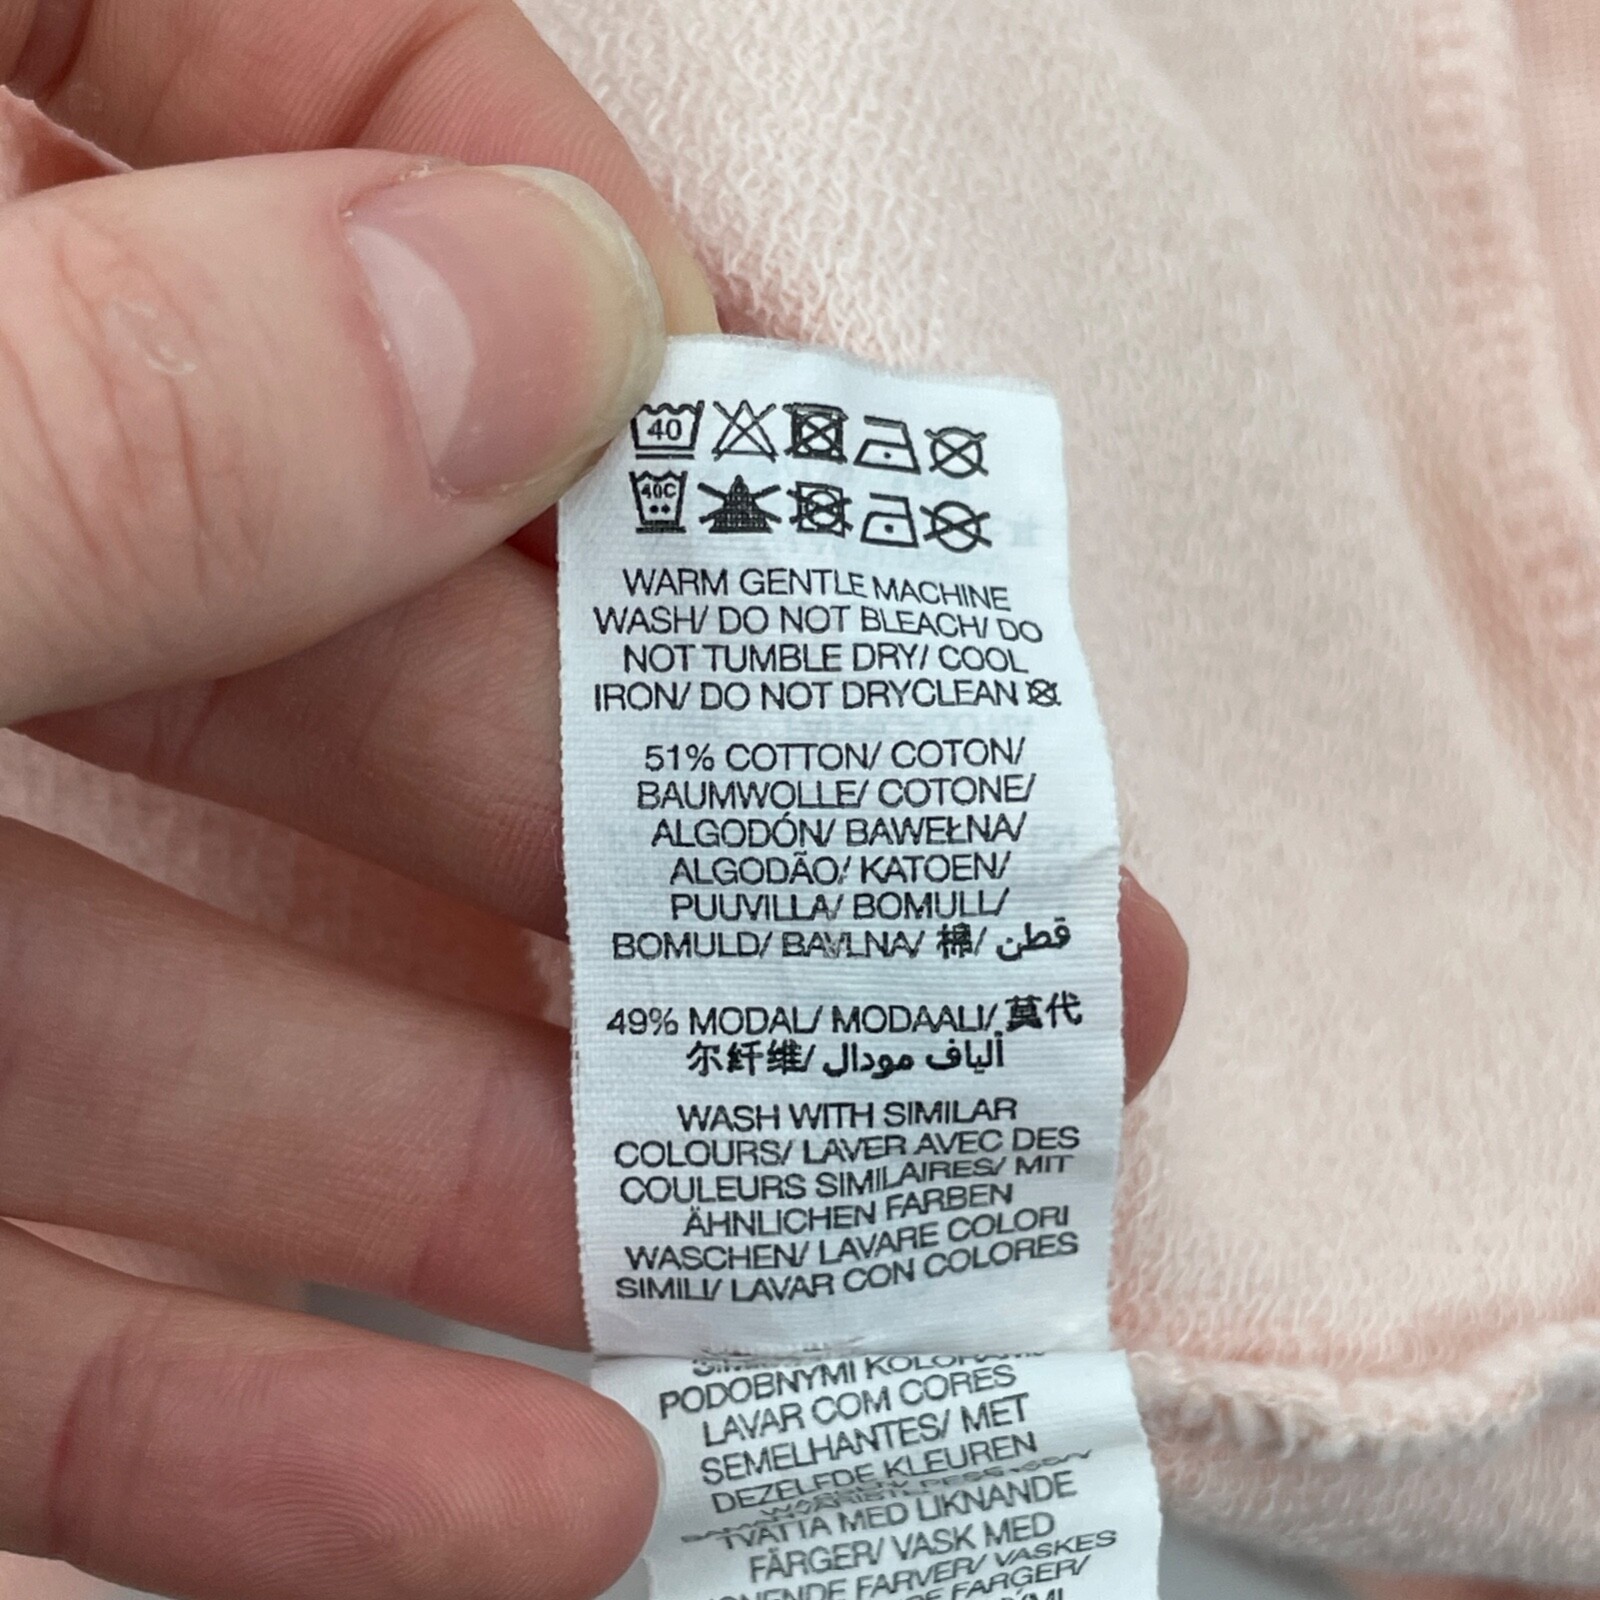 40
40C
WARM GENTLE MACHINE
WASH/ DO NOT BLEACH/ DO
NOT TUMBLE DRY/ COOL
IRON/ DO NOT DRYCLEAN
51% COTTON/ COTON/
BAUMWOLLE/ COTONE/
ALGODÓN/ BAWEŁNA/
ALGODÃO/ KATOEN/
PUUVILLA/ BOMULL/
BOMULD/ BAVLNA/ 棉/ قطن
49% MODAL/ MODAALI/ 莫代
尔纤维/ ألياف مودال
WASH WITH SIMILAR
COLOURS/ LAVER AVEC DES
COULEURS SIMILAIRES/ MIT
ÄHNLICHEN FARBEN
WASCHEN/ LAVARE COLORI
SIMILI/ LAVAR CON COLORES
PODOBNYMI KOLORAMI/
LAVAR COM CORES
SEMELHANTES/ MET
DEZELFDE KLEUREN
TVÄTTA MED LIKNANDE
FÄRGER/ VASK MED
FARVER/ VASKES
FARGER/